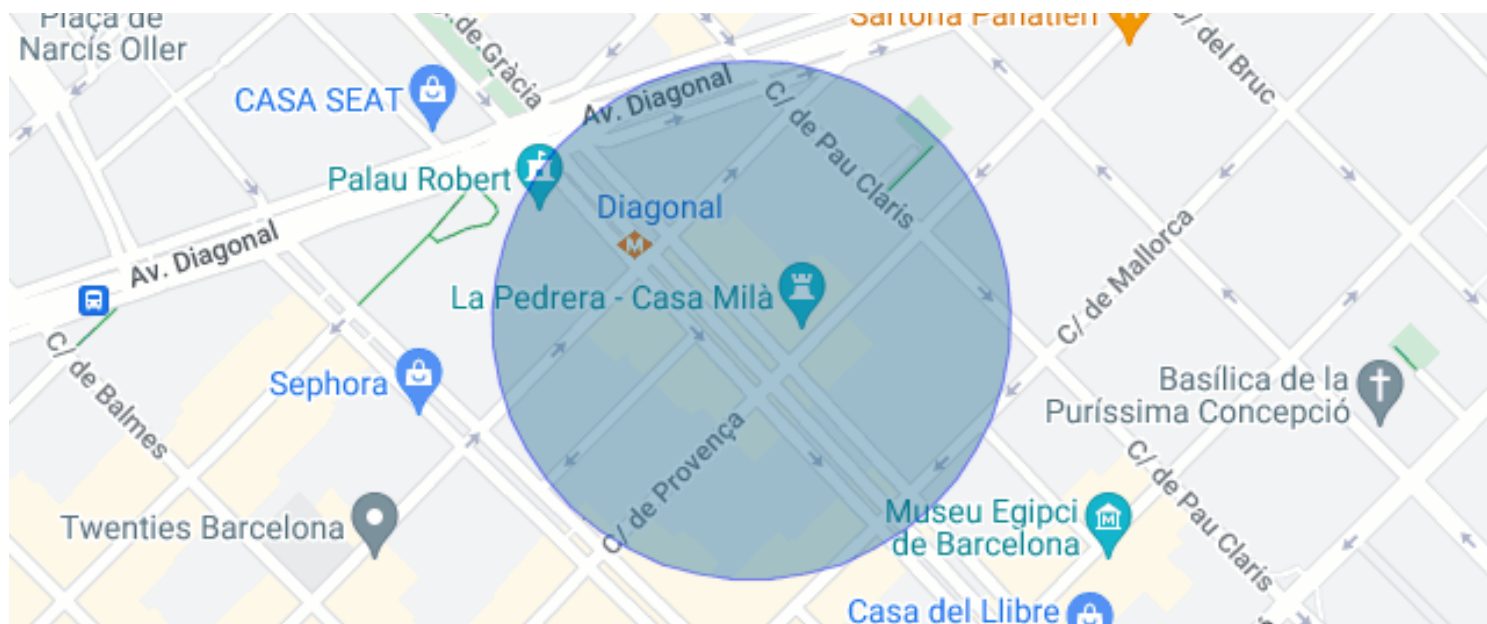 Plaça de
Narcís Oller
de Gràcia
Sartoria Panatieri
C/ del Bruc
CASA SEAT
Av. Diagonal
C/ de Pau Claris
Palau Robert
Diagonal
M
Av. Diagonal
La Pedrera - Casa Milà
C/ de Mallorca
C/ de Balmes
Sephora
Basílica de la
Puríssima Concepció
C/ de Provença
C/ de Pau Claris
Twenties Barcelona
Museu Egipci
de Barcelona
M
Casa del Llibre